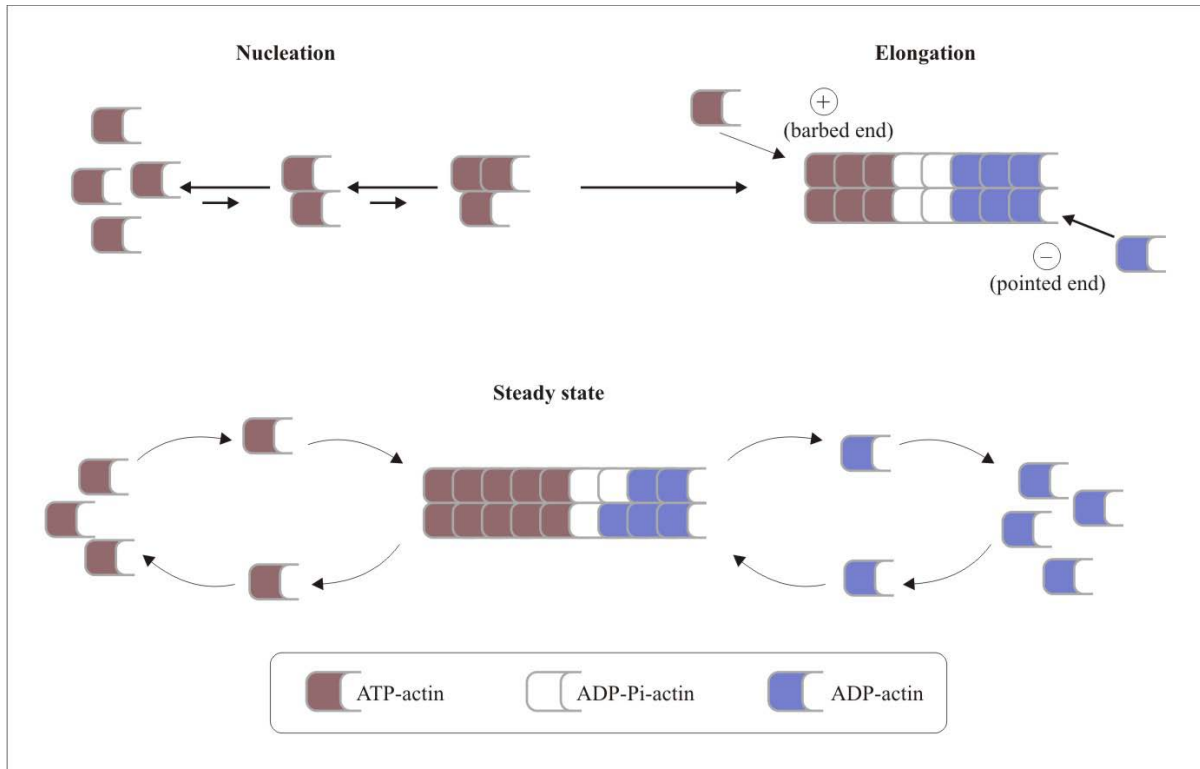 Nucleation
Elongation
+
(barbed end)
−
(pointed end)
Steady state
ATP-actin
ADP-Pi-actin
ADP-actin